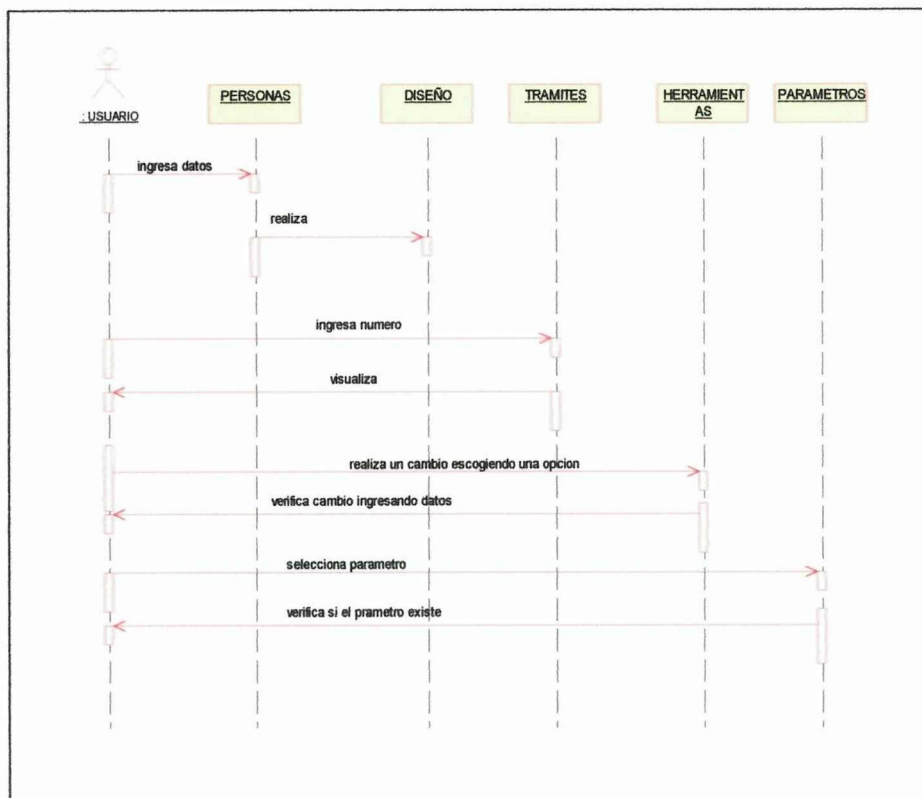 : USUARIO
PERSONAS
DISEÑO
TRAMITES
HERRAMIENT
AS
PARAMETROS
ingresa datos
realiza
ingresa numero
visualiza
realiza un cambio escogiendo una opcion
verifica cambio ingresando datos
selecciona parametro
verifica si el prametro existe